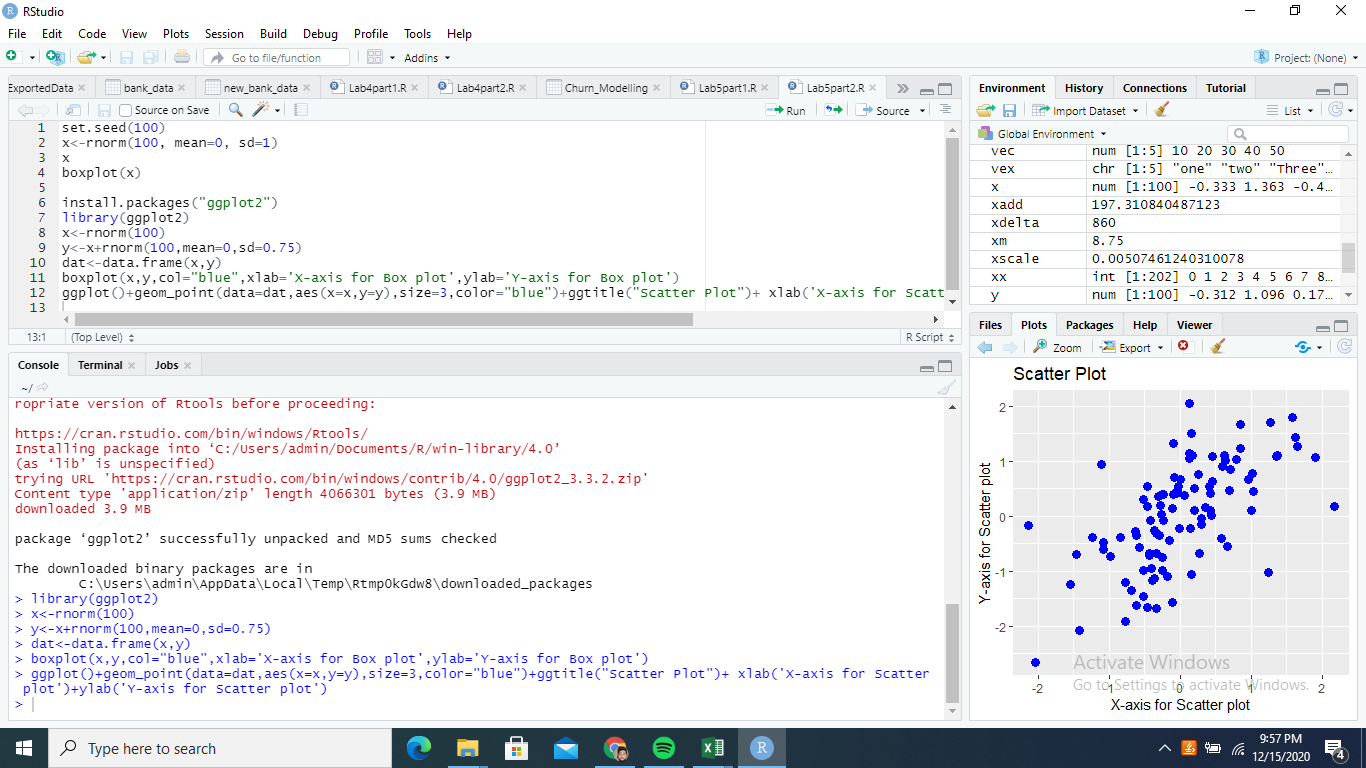 RStudio
File Edit Code View Plots Session Build Debug Profile Tools Help
Go to file/function
Addins
Project: (None)
ExportedData
bank_data
new_bank_data
Lab4part1.R
Lab4part2.R
Churn_Modelling
Lab5part1.R
Lab5part2.R
Source on Save
Run
Source
1 set.seed(100)
2 x<-rnorm(100, mean=0, sd=1)
3 x
4 boxplot(x)
5
6 install.packages("ggplot2")
7 library(ggplot2)
8 x<-rnorm(100)
9 y<-x+rnorm(100,mean=0,sd=0.75)
10 dat<-data.frame(x,y)
11 boxplot(x,y,col="blue",xlab='X-axis for Box plot',ylab='Y-axis for Box plot')
12 ggplot()+geom_point(data=dat,aes(x=x,y=y),size=3,color="blue")+ggtitle("Scatter Plot")+ xlab('X-axis for Scatt
13
13:1 (Top Level) R Script
Console Terminal Jobs
~/
ropriate version of Rtools before proceeding:
https://cran.rstudio.com/bin/windows/Rtools/
Installing package into ‘C:/Users/admin/Documents/R/win-library/4.0’
(as ‘lib’ is unspecified)
trying URL 'https://cran.rstudio.com/bin/windows/contrib/4.0/ggplot2_3.3.2.zip'
Content type 'application/zip' length 4066301 bytes (3.9 MB)
downloaded 3.9 MB
package ‘ggplot2’ successfully unpacked and MD5 sums checked
The downloaded binary packages are in
C:\Users\admin\AppData\Local\Temp\RtmpOkGdw8\downloaded_packages
> library(ggplot2)
> x<-rnorm(100)
> y<-x+rnorm(100,mean=0,sd=0.75)
> dat<-data.frame(x,y)
> boxplot(x,y,col="blue",xlab='X-axis for Box plot',ylab='Y-axis for Box plot')
> ggplot()+geom_point(data=dat,aes(x=x,y=y),size=3,color="blue")+ggtitle("Scatter Plot")+ xlab('X-axis for Scatter
plot')+ylab('Y-axis for Scatter plot')
>
Environment History Connections Tutorial
Import Dataset
List
Global Environment
vec num [1:5] 10 20 30 40 50
vex chr [1:5] "one" "two" "Three"…
x num [1:100] -0.333 1.363 -0.4…
xadd 197.310840487123
xdelta 860
xm 8.75
xscale 0.00507461240310078
xx int [1:202] 0 1 2 3 4 5 6 7 8…
y num [1:100] -0.312 1.096 0.17…
Files Plots Packages Help Viewer
Zoom
Export
Scatter Plot
Y-axis for Scatter plot
2
1
0
-1
-2
-2 -1 0 1 2
X-axis for Scatter plot
Activate Windows
Go to Settings to activate Windows.
Type here to search
9:57 PM
12/15/2020
4